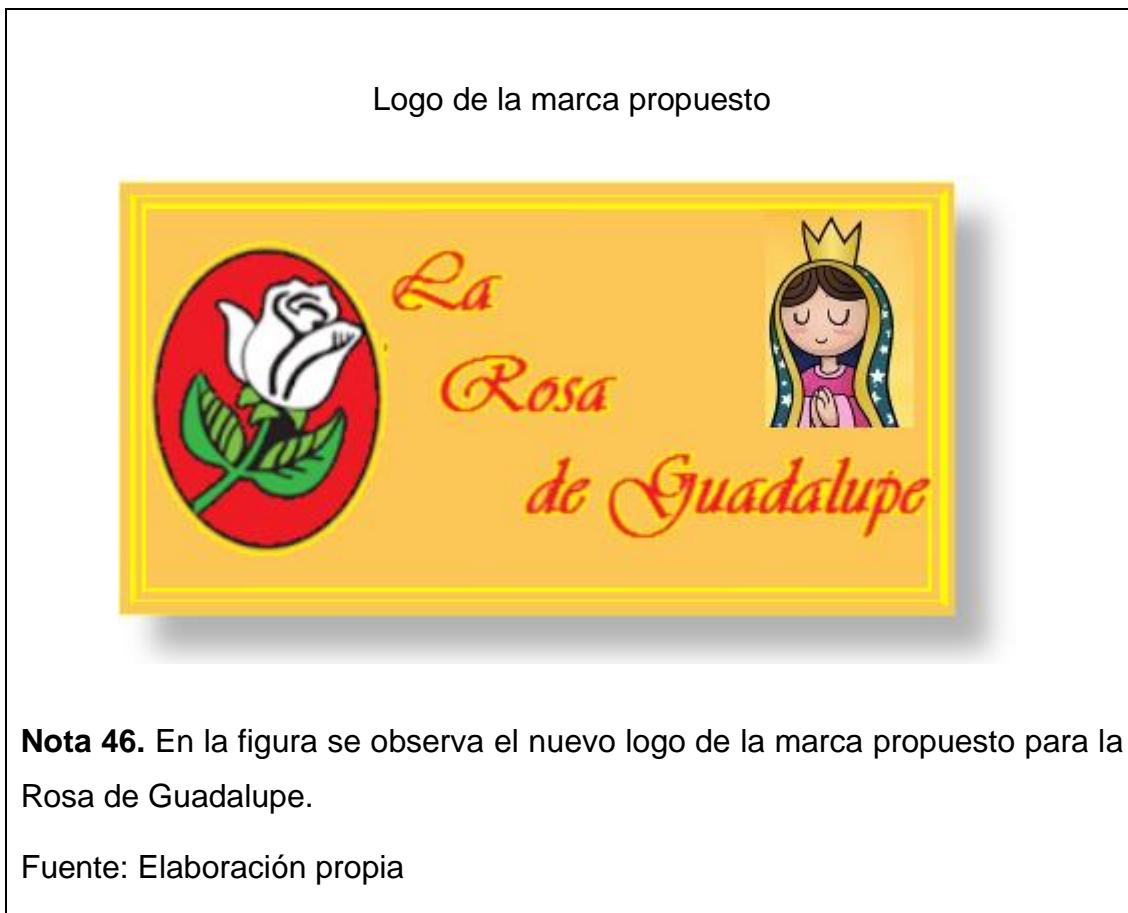 Logo de la marca propuesto
La
Rosa
de Guadalupe
Nota 46. En la figura se observa el nuevo logo de la marca propuesto para la
Rosa de Guadalupe.
Fuente: Elaboración propia